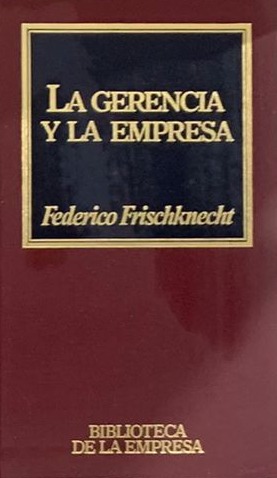 LA GERENCIA
Y LA EMPRESA
Federico Frischknecht
BIBLIOTECA
DE LA EMPRESA